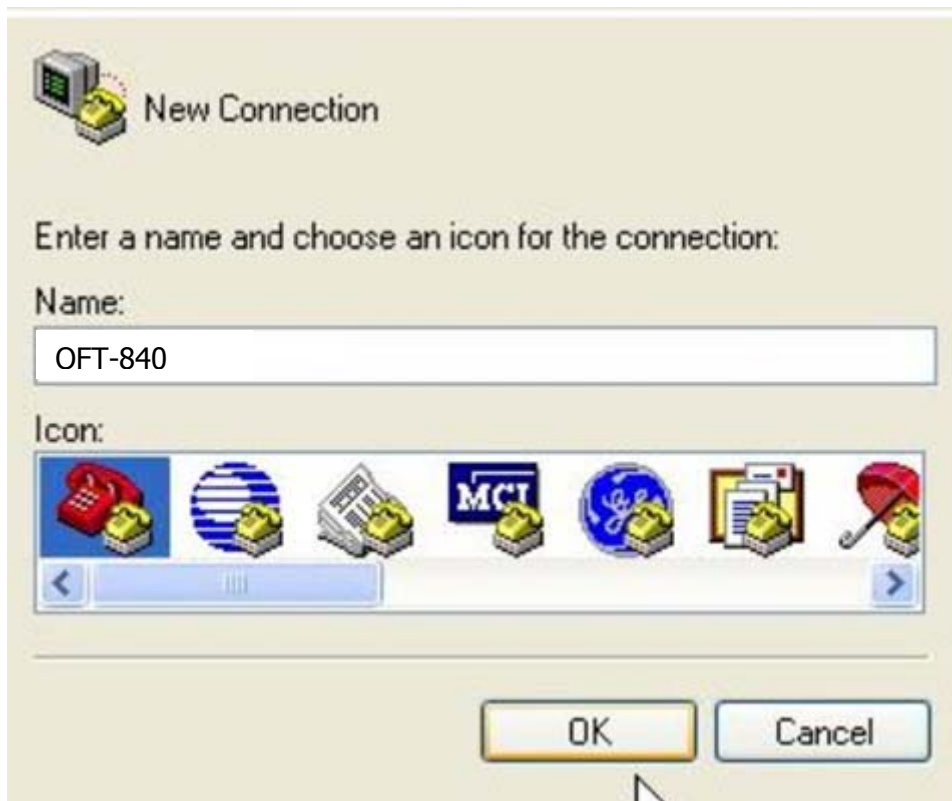 New Connection
Enter a name and choose an icon for the connection:
Name:
OFT-840
Icon:
MCI
OK
Cancel